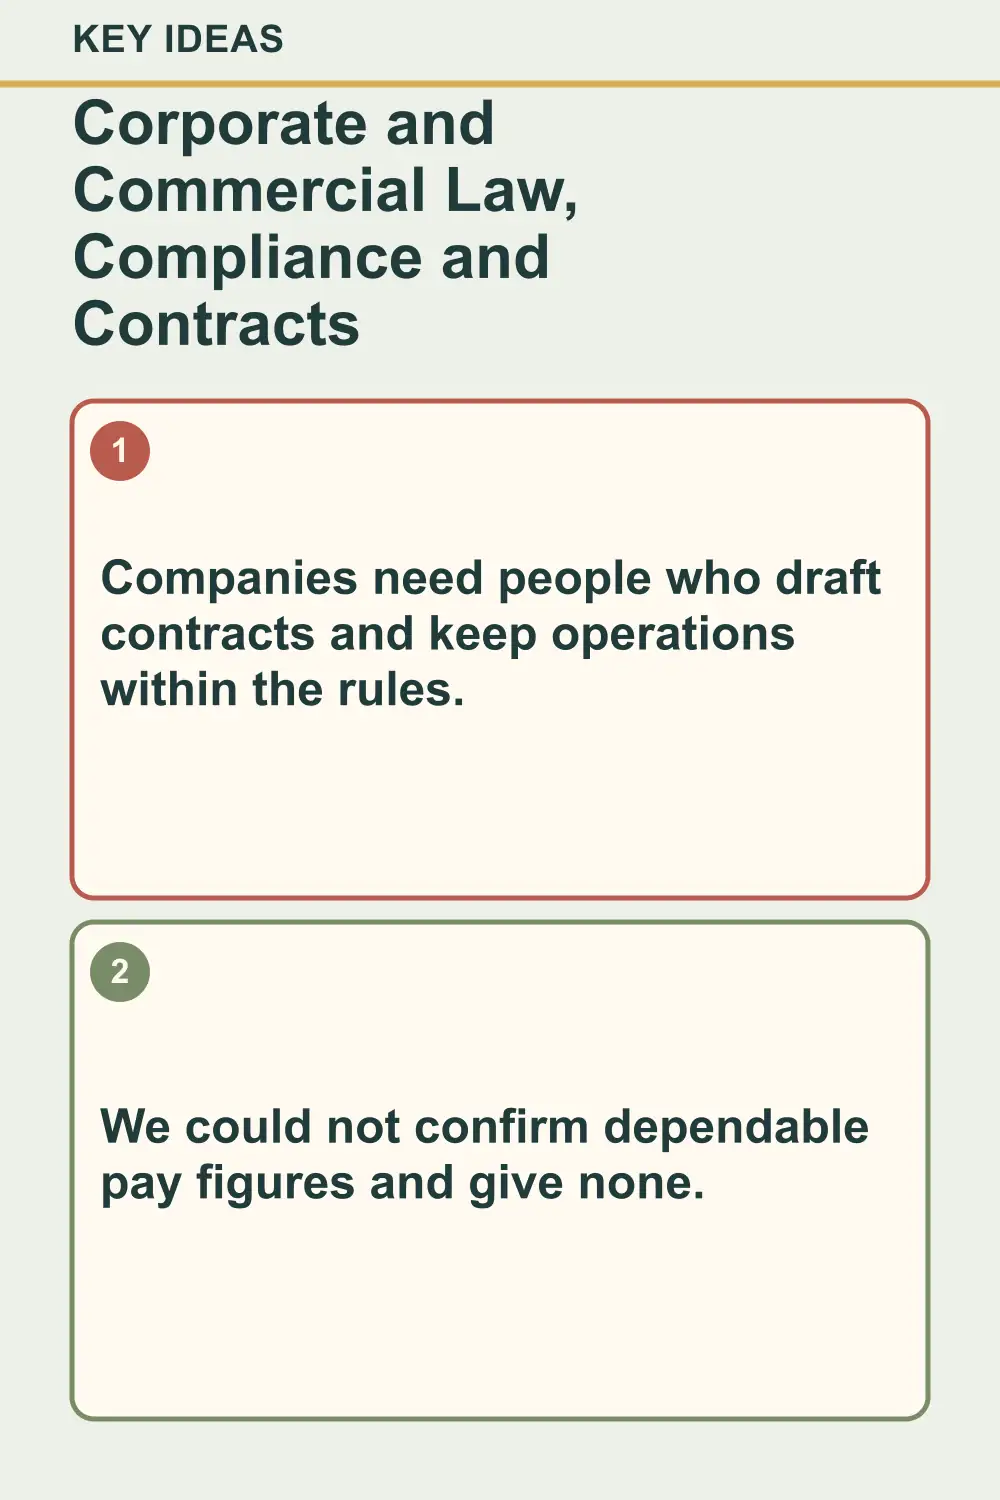 KEY IDEAS
Corporate and
Commercial Law,
Compliance and
Contracts
1
Companies need people who draft
contracts and keep operations
within the rules.
2
We could not confirm dependable
pay figures and give none.